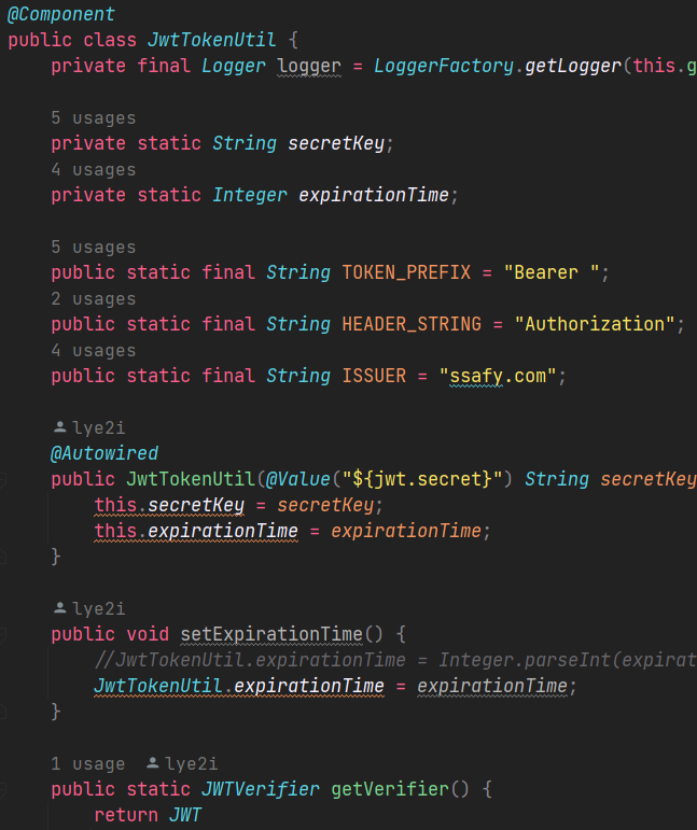 @Component
public class JwtTokenUtil {
private final Logger logger = LoggerFactory.getLogger(this.g
5 usages
private static String secretKey;
4 usages
private static Integer expirationTime;
5 usages
public static final String TOKEN_PREFIX = "Bearer ";
2 usages
public static final String HEADER_STRING = "Authorization";
4 usages
public static final String ISSUER = "ssafy.com";
lye2i
@Autowired
public JwtTokenUtil(@Value("${jwt.secret}") String secretKey
this.secretKey = secretKey;
this.expirationTime = expirationTime;
}
lye2i
public void setExpirationTime() {
//JwtTokenUtil.expirationTime = Integer.parseInt(expirat
JwtTokenUtil.expirationTime = expirationTime;
}
1 usage lye2i
public static JWTVerifier getVerifier() {
return JWT